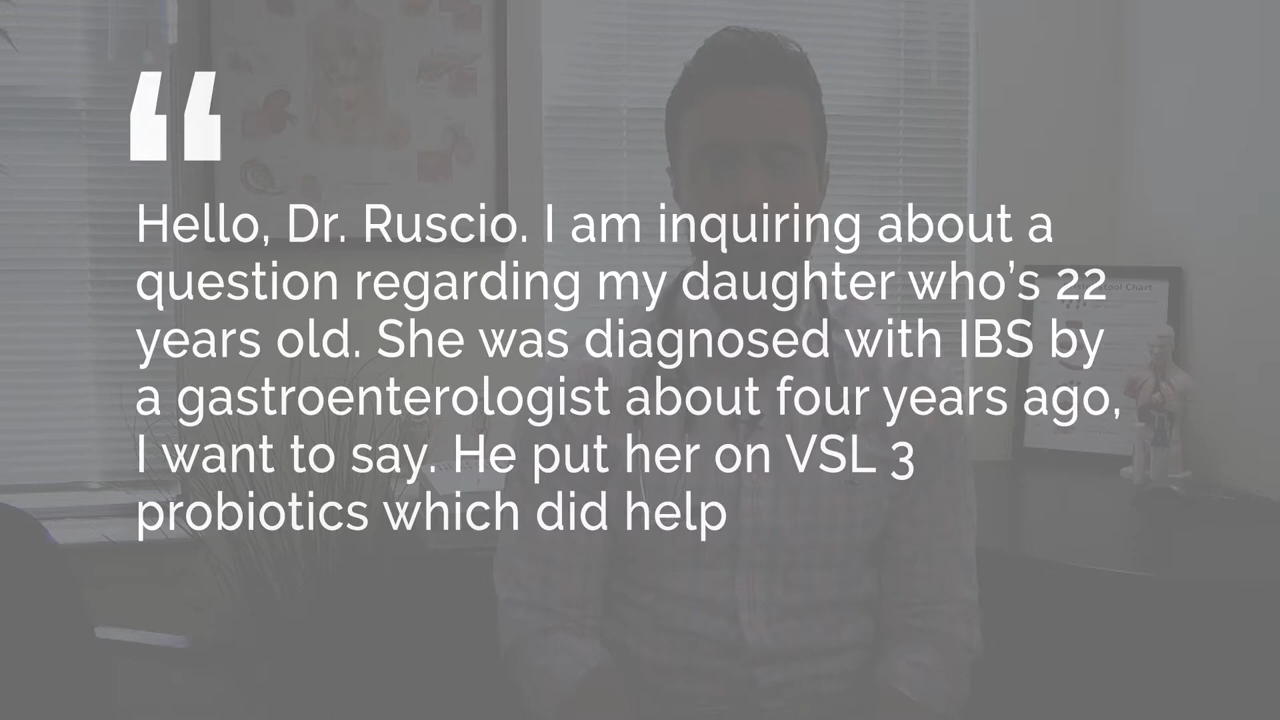 “
Hello, Dr. Ruscio. I am inquiring about a
question regarding my daughter who’s 22
years old. She was diagnosed with IBS by
a gastroenterologist about four years ago,
I want to say. He put her on VSL 3
probiotics which did help
Stool Chart